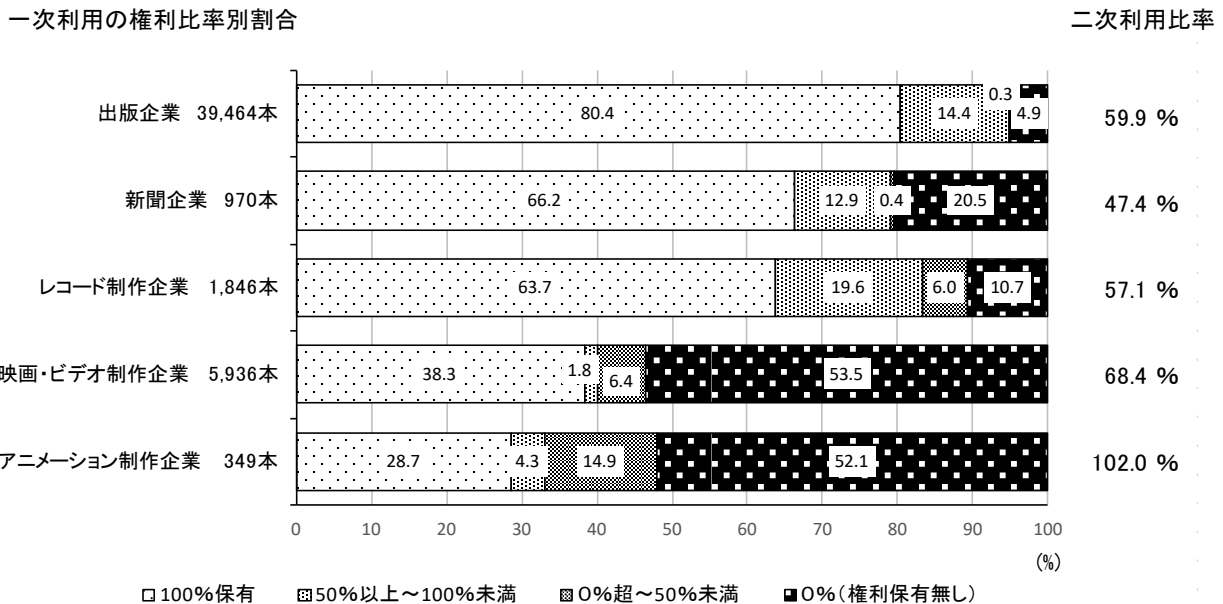 一次利用の権利比率別割合 二次利用比率
出版企業 39,464本 80.4 14.4 0.3 4.9 59.9 %
新聞企業 970本 66.2 12.9 0.4 20.5 47.4 %
レコード制作企業 1,846本 63.7 19.6 6.0 10.7 57.1 %
映画・ビデオ制作企業 5,936本 38.3 1.8 6.4 53.5 68.4 %
アニメーション制作企業 349本 28.7 4.3 14.9 52.1 102.0 %
0 10 20 30 40 50 60 70 80 90 100
(%)
100%保有 50%以上～100%未満 0%超～50%未満 0%(権利保有無し)